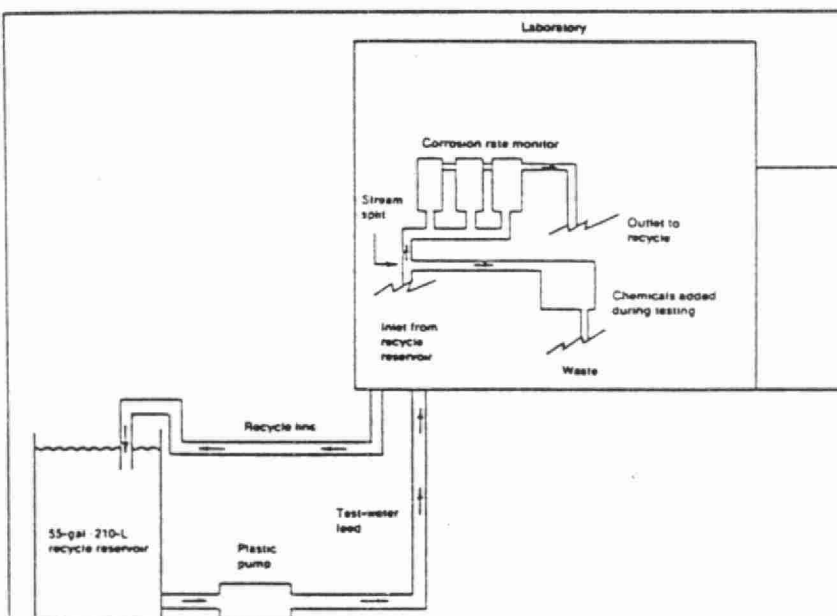 Laboratory
Corrosion rate monitor
Stream
split
Outlet to
recycle
Chemicals added
during testing
Inlet from
recycle
reservoir
Waste
Recycle line
Test-water
feed
55-gal 210-L
recycle reservoir
Plastic
pump